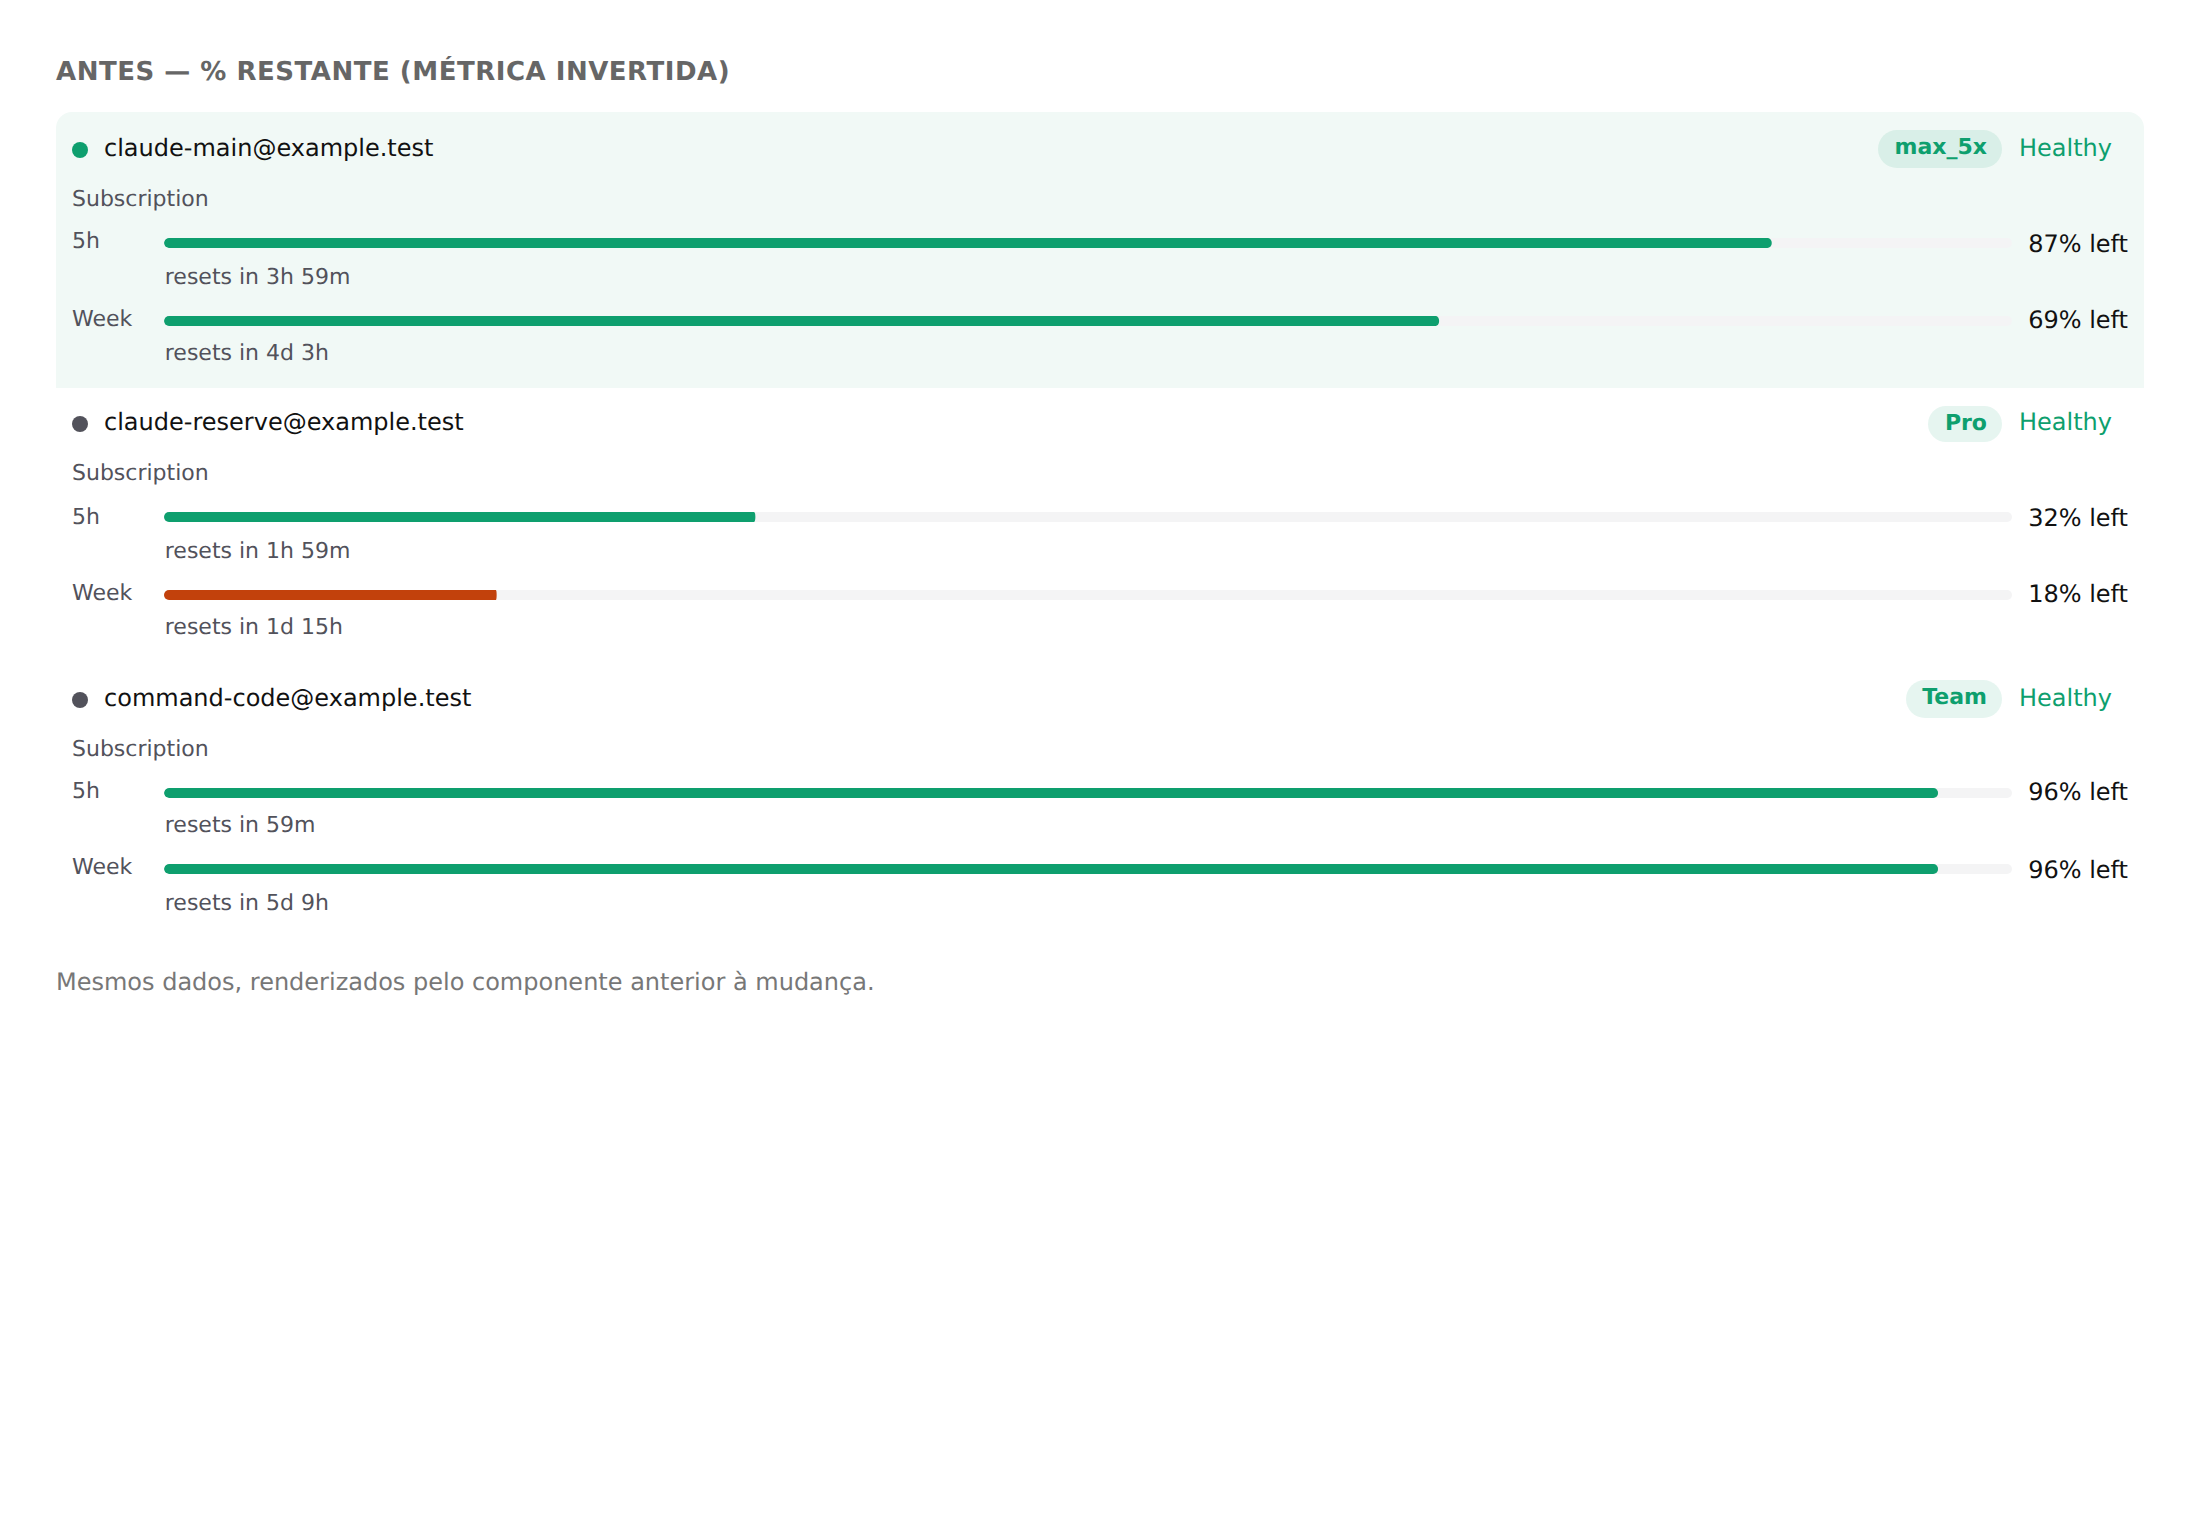 ANTES — % RESTANTE (MÉTRICA INVERTIDA)
claude-main@example.test max_5x Healthy
Subscription
5h 87% left
resets in 3h 59m
Week 69% left
resets in 4d 3h
claude-reserve@example.test Pro Healthy
Subscription
5h 32% left
resets in 1h 59m
Week 18% left
resets in 1d 15h
command-code@example.test Team Healthy
Subscription
5h 96% left
resets in 59m
Week 96% left
resets in 5d 9h
Mesmos dados, renderizados pelo componente anterior à mudança.